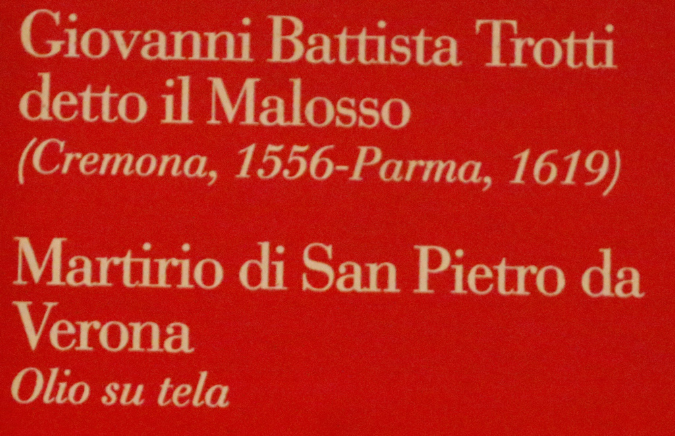 Giovanni Battista Trotti
detto il Malosso
(Cremona, 1556-Parma, 1619)
Martirio di San Pietro da
Verona
Olio su tela